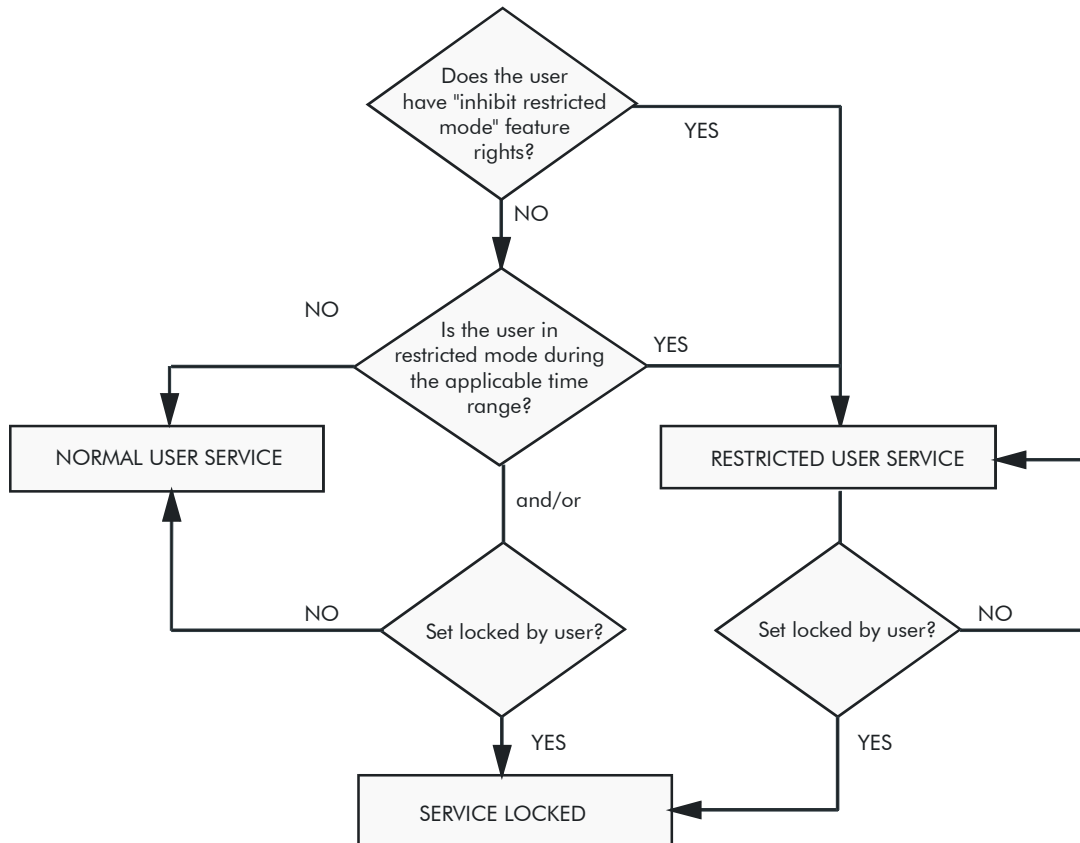 Does the user
have "inhibit restricted
mode" feature
rights?
YES
NO
NO
Is the user in
restricted mode during
the applicable time
range?
YES
NORMAL USER SERVICE
RESTRICTED USER SERVICE
and/or
NO
Set locked by user?
Set locked by user?
NO
YES
YES
SERVICE LOCKED